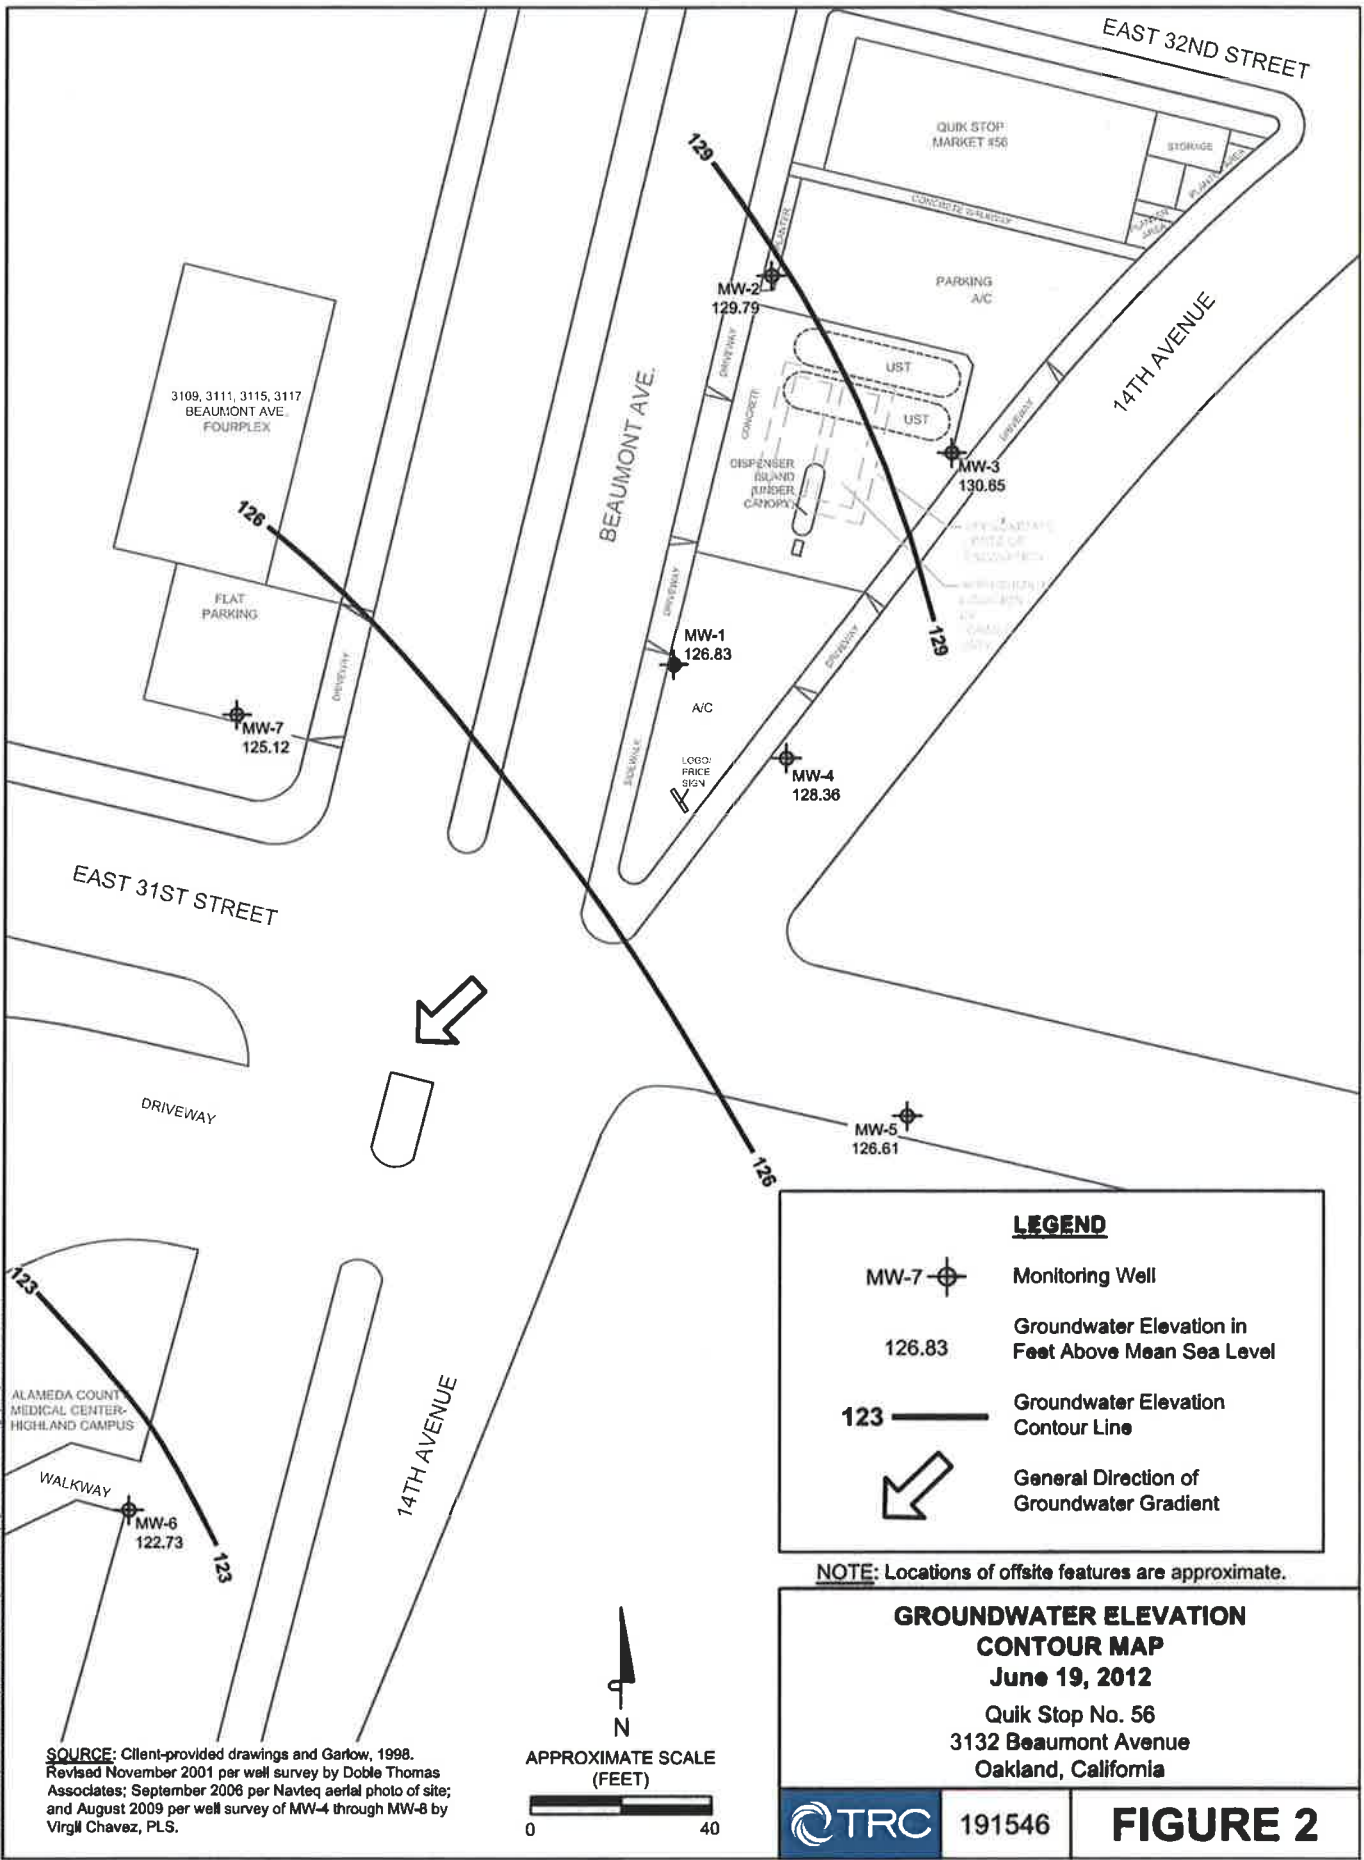 EAST 32ND STREET
QUIK STOP
MARKET #56
STORAGE
PLANTER AREA
PLANTER
AREA
CONCRETE WALKWAY
PLANTER
129
MW-2
129.79
PARKING
A/C
14TH AVENUE
DRIVEWAY
UST
UST
CONCRETE
3109, 3111, 3115, 3117
BEAUMONT AVE.
FOURPLEX
BEAUMONT AVE.
DISPENSER
ISLAND
(UNDER
CANOPY)
DRIVEWAY
MW-3
130.65
126
FLAT
PARKING
DRIVEWAY
DRIVEWAY
MW-1
126.83
DRIVEWAY
129
A/C
MW-7
125.12
SIDEWALK
LOGO/
PRICE
SIGN
MW-4
128.36
EAST 31ST STREET
DRIVEWAY
MW-5
126.61
126
123
ALAMEDA COUNTY
MEDICAL CENTER-
HIGHLAND CAMPUS
WALKWAY
MW-6
122.73
123
14TH AVENUE
LEGEND
MW-7 Monitoring Well
126.83 Groundwater Elevation in
Feet Above Mean Sea Level
123 Groundwater Elevation
Contour Line
General Direction of
Groundwater Gradient
NOTE: Locations of offsite features are approximate.
GROUNDWATER ELEVATION
CONTOUR MAP
June 19, 2012
Quik Stop No. 56
3132 Beaumont Avenue
Oakland, California
SOURCE: Client-provided drawings and Garlow, 1998.
Revised November 2001 per well survey by Doble Thomas
Associates; September 2006 per Navteq aerial photo of site;
and August 2009 per well survey of MW-4 through MW-8 by
Virgil Chavez, PLS.
N
APPROXIMATE SCALE
(FEET)
0 40
TRC
191546
FIGURE 2